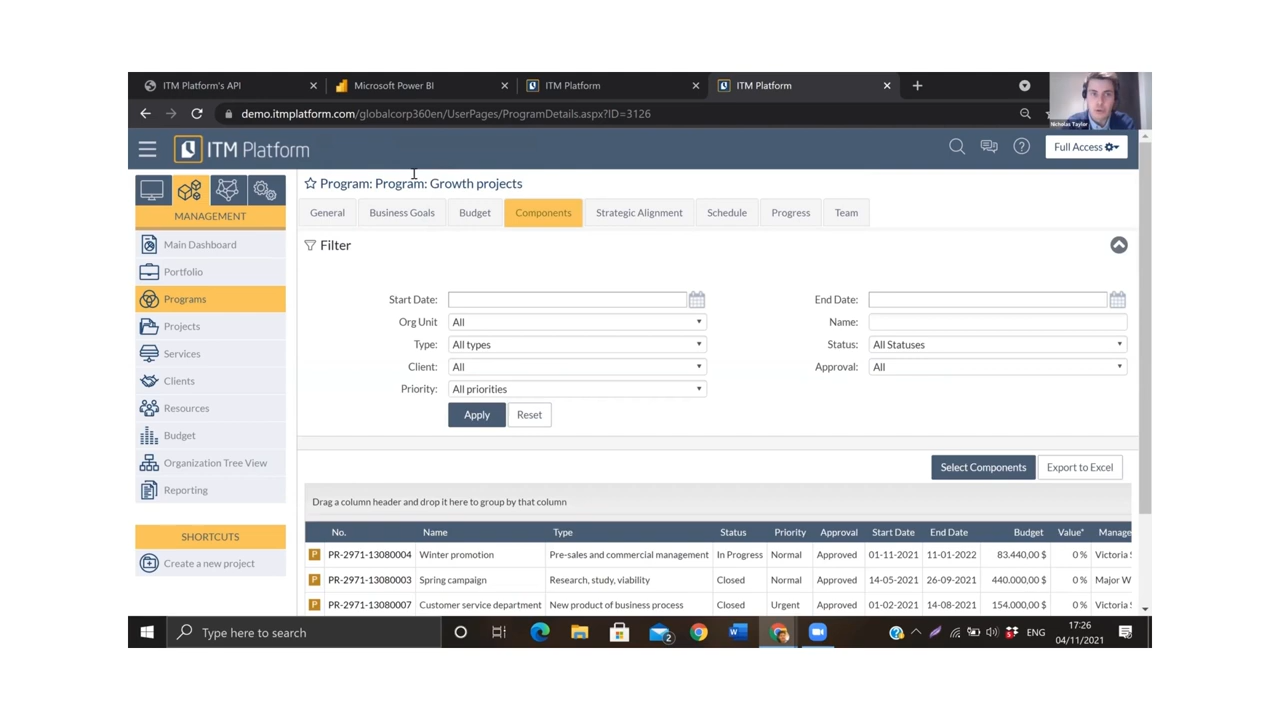 ITM Platform's API
Microsoft Power BI
ITM Platform
ITM Platform
demo.itmplatform.com/globalcorp360en/UserPages/ProgramDetails.aspx?ID=3126
Nicholas Taylor
ITM Platform
Full Access
MANAGEMENT
Main Dashboard
Portfolio
Programs
Projects
Services
Clients
Resources
Budget
Organization Tree View
Reporting
SHORTCUTS
Create a new project
Program: Program: Growth projects
General Business Goals Budget Components Strategic Alignment Schedule Progress Team
Filter
Start Date: End Date:
Org Unit All Name:
Type: All types Status: All Statuses
Client: All Approval: All
Priority: All priorities
Apply Reset
Select Components Export to Excel
Drag a column header and drop it here to group by that column
No. Name Type Status Priority Approval Start Date End Date Budget Value* Manage
P PR-2971-13080004 Winter promotion Pre-sales and commercial management In Progress Normal Approved 01-11-2021 11-01-2022 83.440,00 $ 0 % Victoria
P PR-2971-13080003 Spring campaign Research, study, viability Closed Normal Approved 14-05-2021 26-09-2021 440.000,00 $ 0 % Major W
P PR-2971-13080007 Customer service department New product of business process Closed Urgent Approved 01-02-2021 14-08-2021 154.000,00 $ 0 % Victoria
Type here to search
2
ENG
17:26
04/11/2021